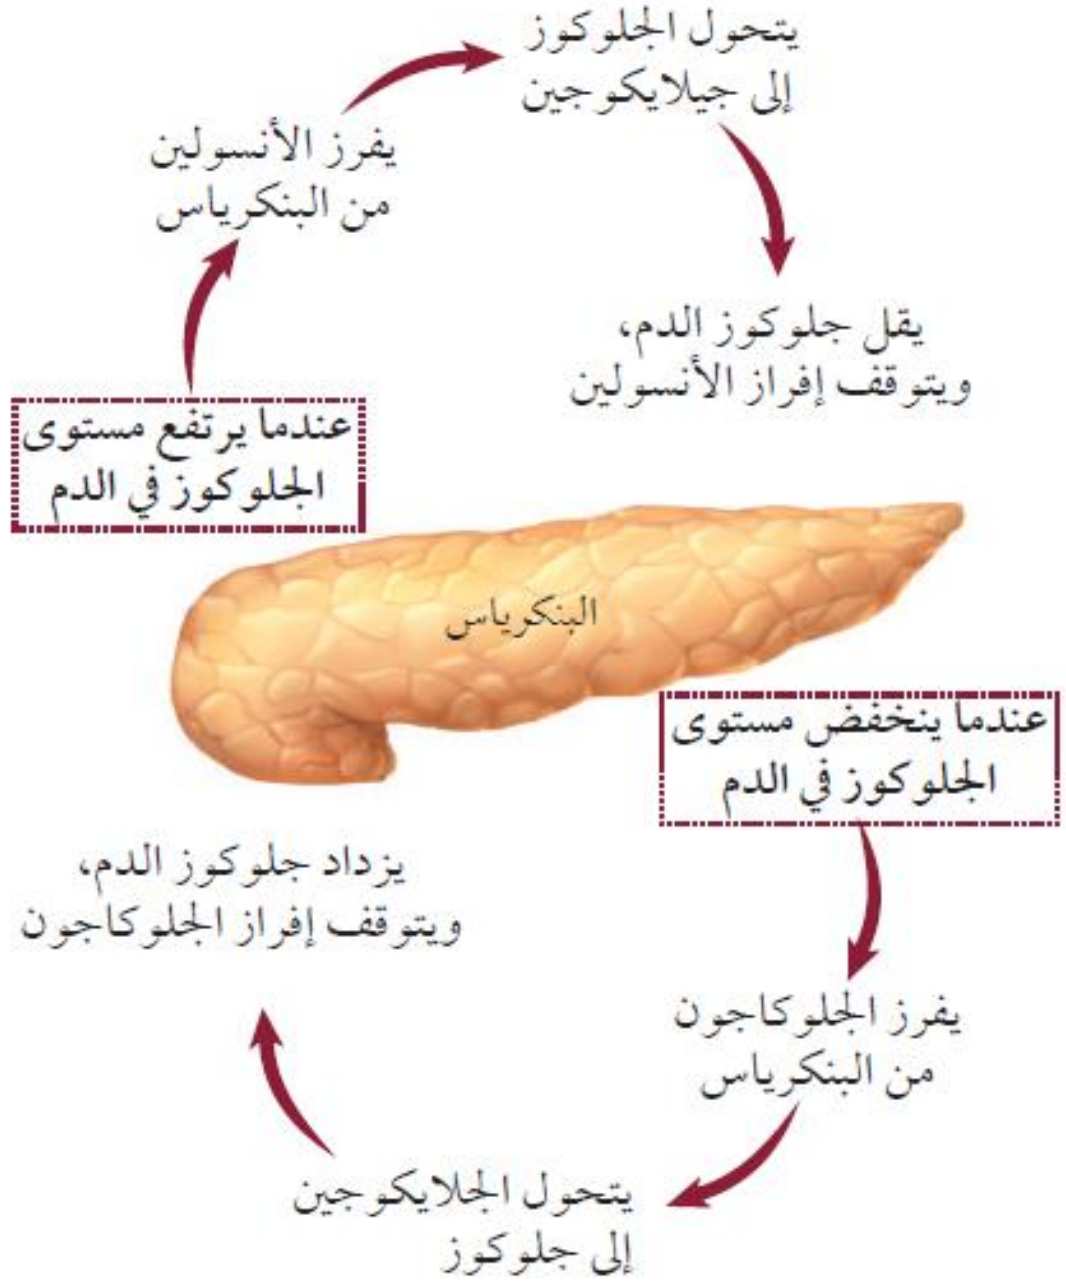 عندما يرتفع مستوى
الجلوكوز في الدم
يفرز الأنسولين
من البنكرياس
يتحول الجلوكوز
إلى جيلايكوجين
يقل جلوكوز الدم،
ويتوقف إفراز الأنسولين
البنكرياس
عندما ينخفض مستوى
الجلوكوز في الدم
يفرز الجلوكاجون
من البنكرياس
يتحول الجلايكوجين
إلى جلوكوز
يزداد جلوكوز الدم،
ويتوقف إفراز الجلوكاجون